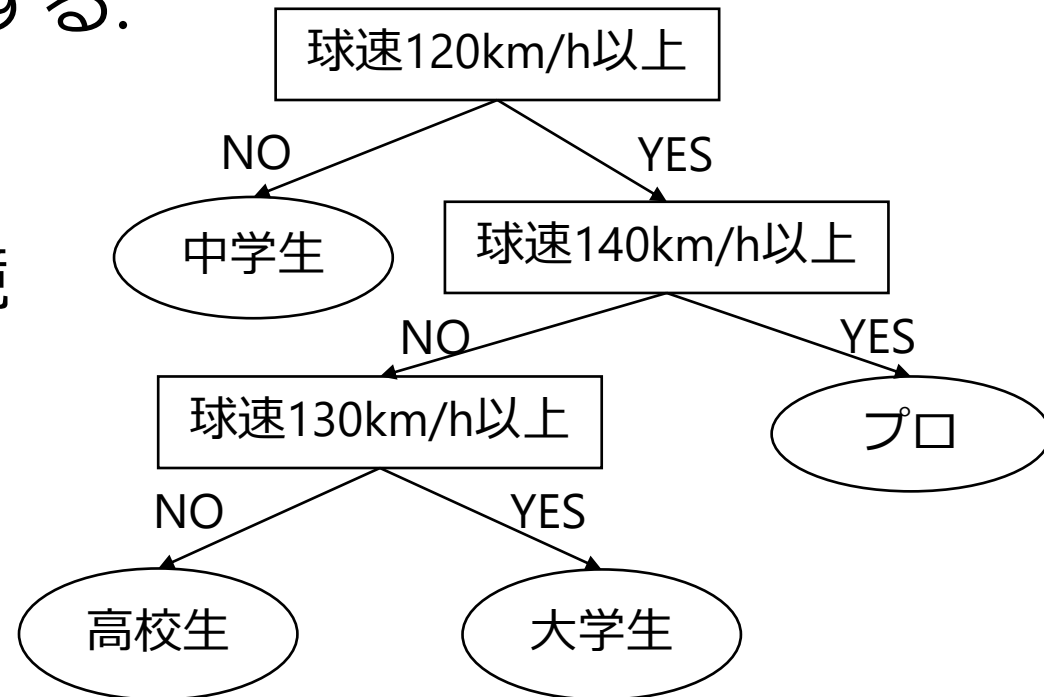 する.
球速120km/h以上
NO
YES
中学生
球速140km/h以上
NO
YES
球速130km/h以上
プロ
NO
YES
高校生
大学生